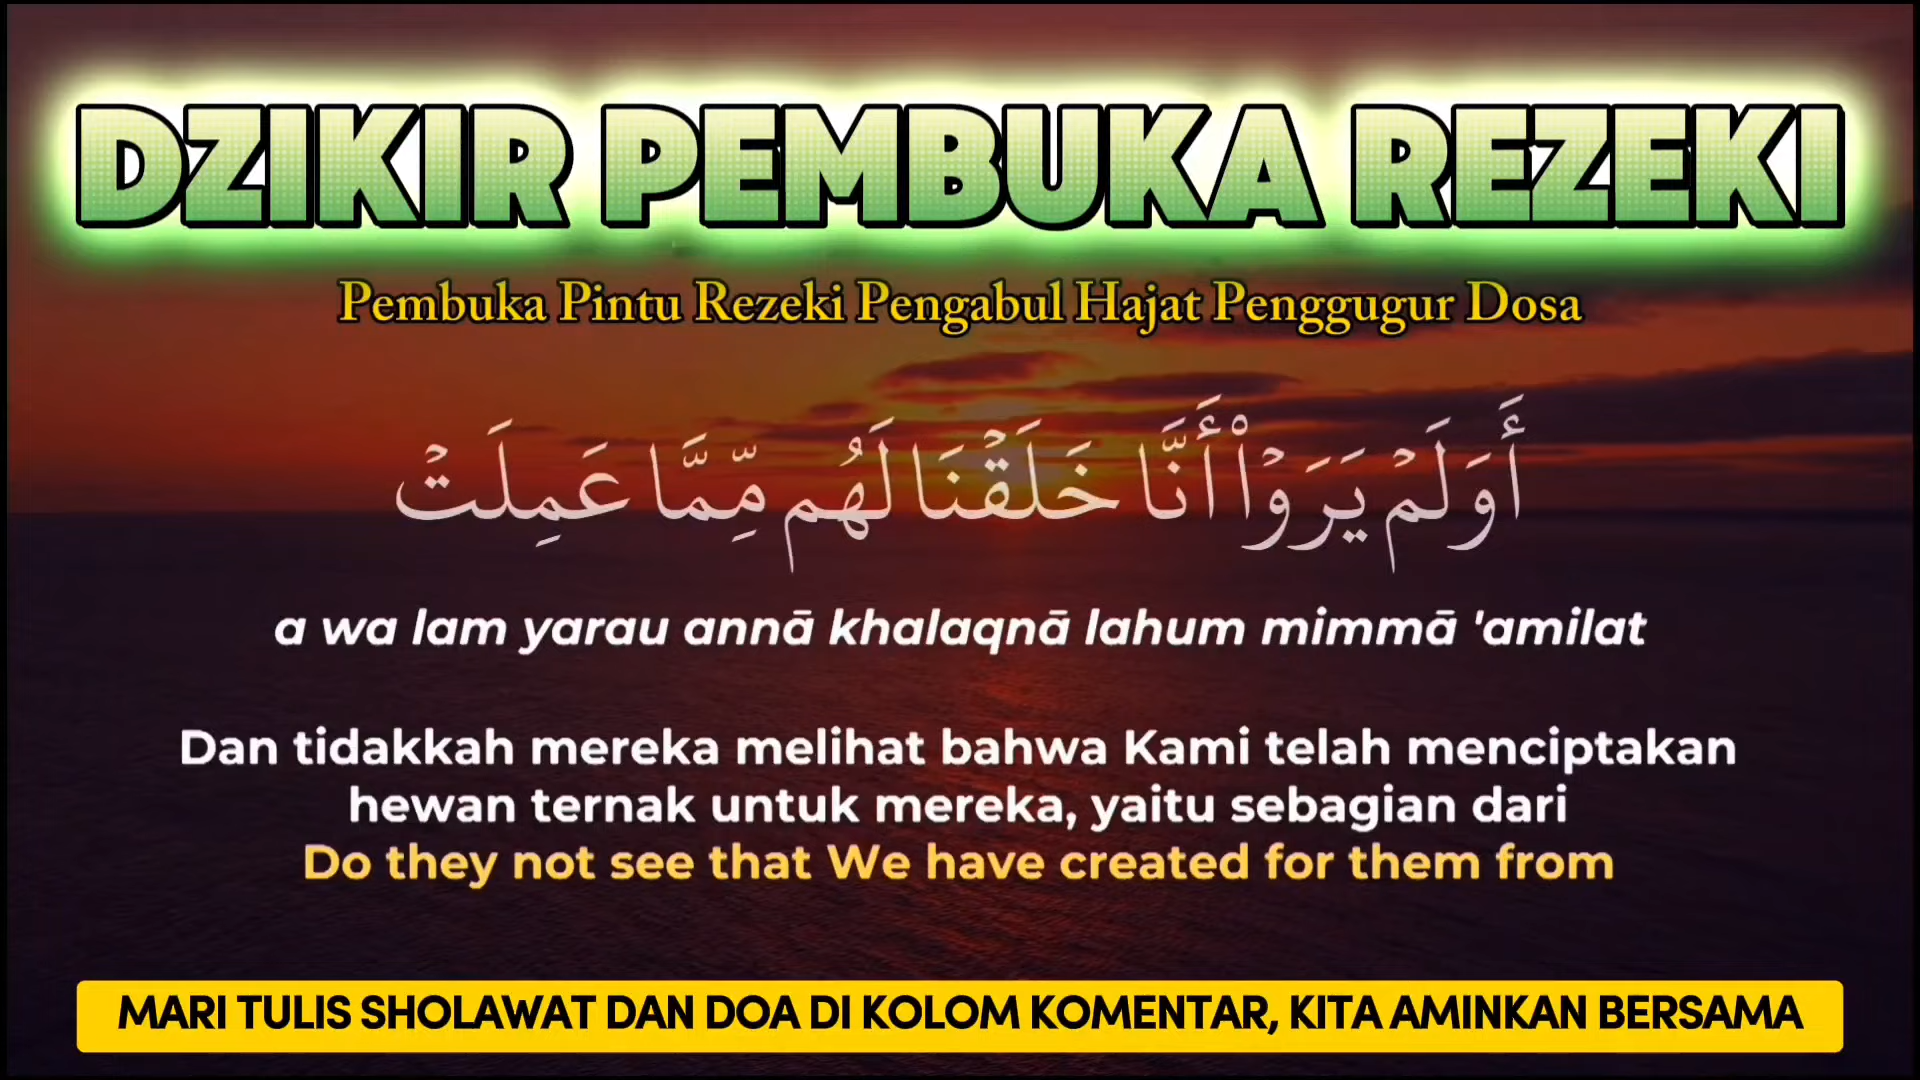 DZIKIR PEMBUKA REZEKI
Pembuka Pintu Rezeki Pengabul Hajat Penggugur Dosa
أَوَلَمْ يَرَوْا۟ أَنَّا خَلَقْنَا لَهُم مِّمَّا عَمِلَتْ
a wa lam yarau annā khalaqnā lahum mimmā 'amilat
Dan tidakkah mereka melihat bahwa Kami telah menciptakan
hewan ternak untuk mereka, yaitu sebagian dari
Do they not see that We have created for them from
MARI TULIS SHOLAWAT DAN DOA DI KOLOM KOMENTAR, KITA AMINKAN BERSAMA